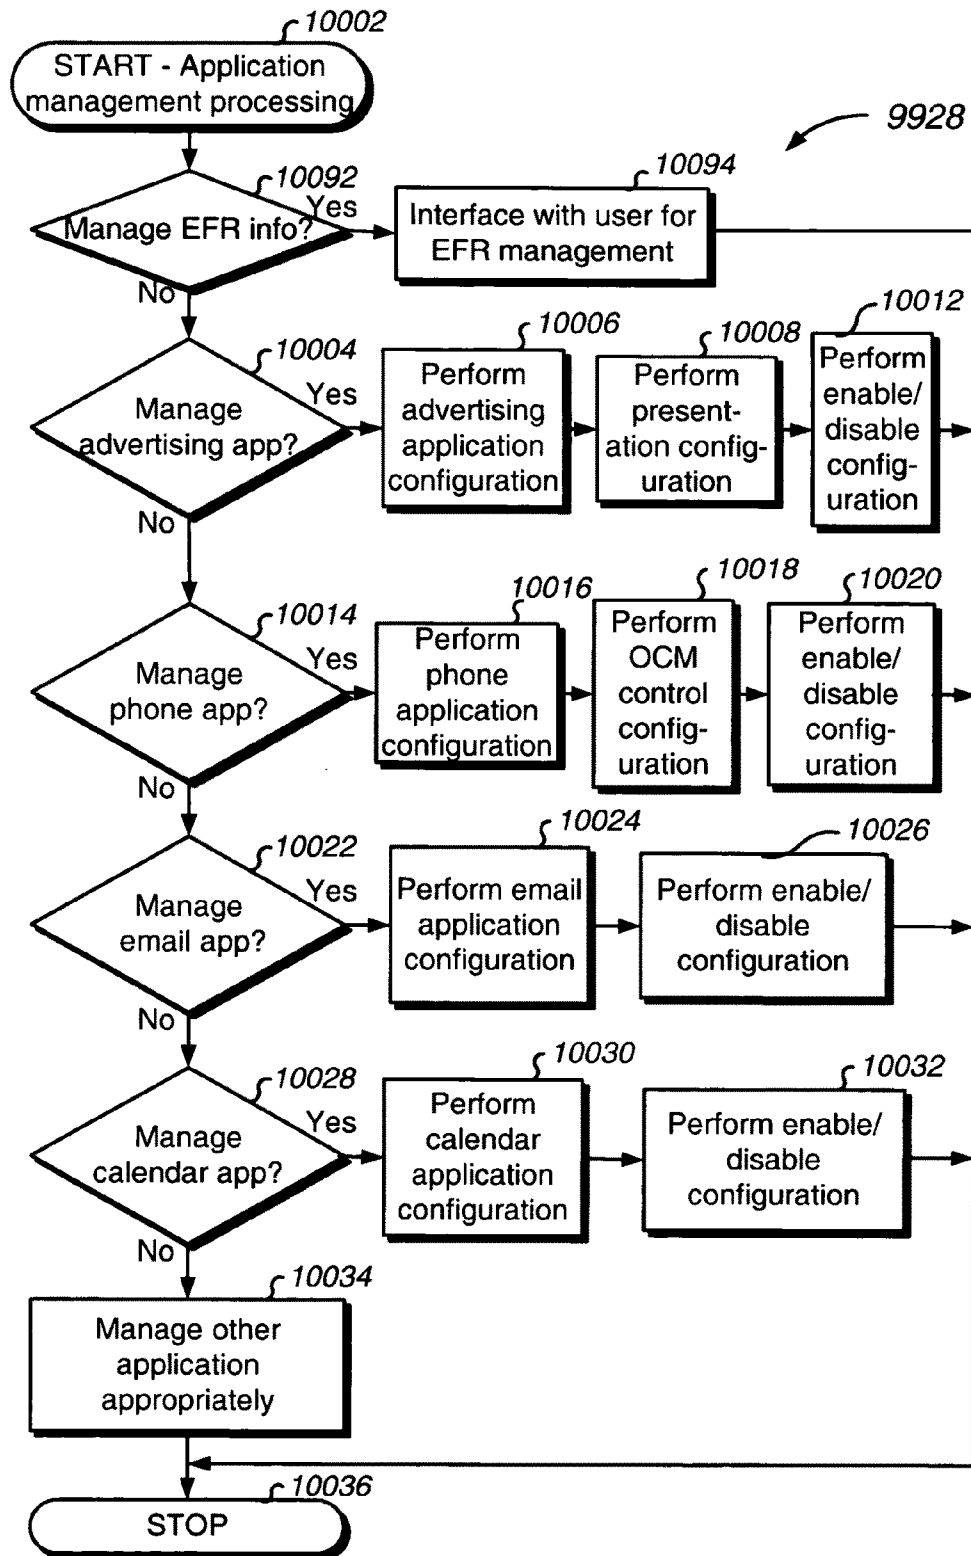 10002
START - Application
management processing
9928
10092
Manage EFR info?
Yes
No
10094
Interface with user for
EFR management
10004
Manage
advertising app?
Yes
No
10006
Perform
advertising
application
configuration
10008
Perform
present-
ation config-
uration
10012
Perform
enable/
disable
config-
uration
10014
Manage
phone app?
Yes
No
10016
Perform
phone
application
configuration
10018
Perform
OCM
control
config-
uration
10020
Perform
enable/
disable
config-
uration
10022
Manage
email app?
Yes
No
10024
Perform email
application
configuration
10026
Perform enable/
disable
configuration
10028
Manage
calendar app?
Yes
No
10030
Perform
calendar
application
configuration
10032
Perform enable/
disable
configuration
10034
Manage other
application
appropriately
10036
STOP